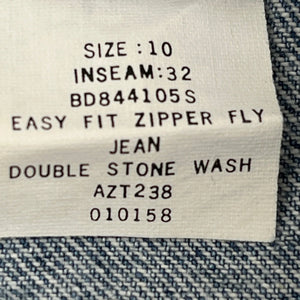 SIZE:10
INSEAM:32
BD844105S
EASY FIT ZIPPER FLY
JEAN
DOUBLE STONE WASH
AZT238
010158